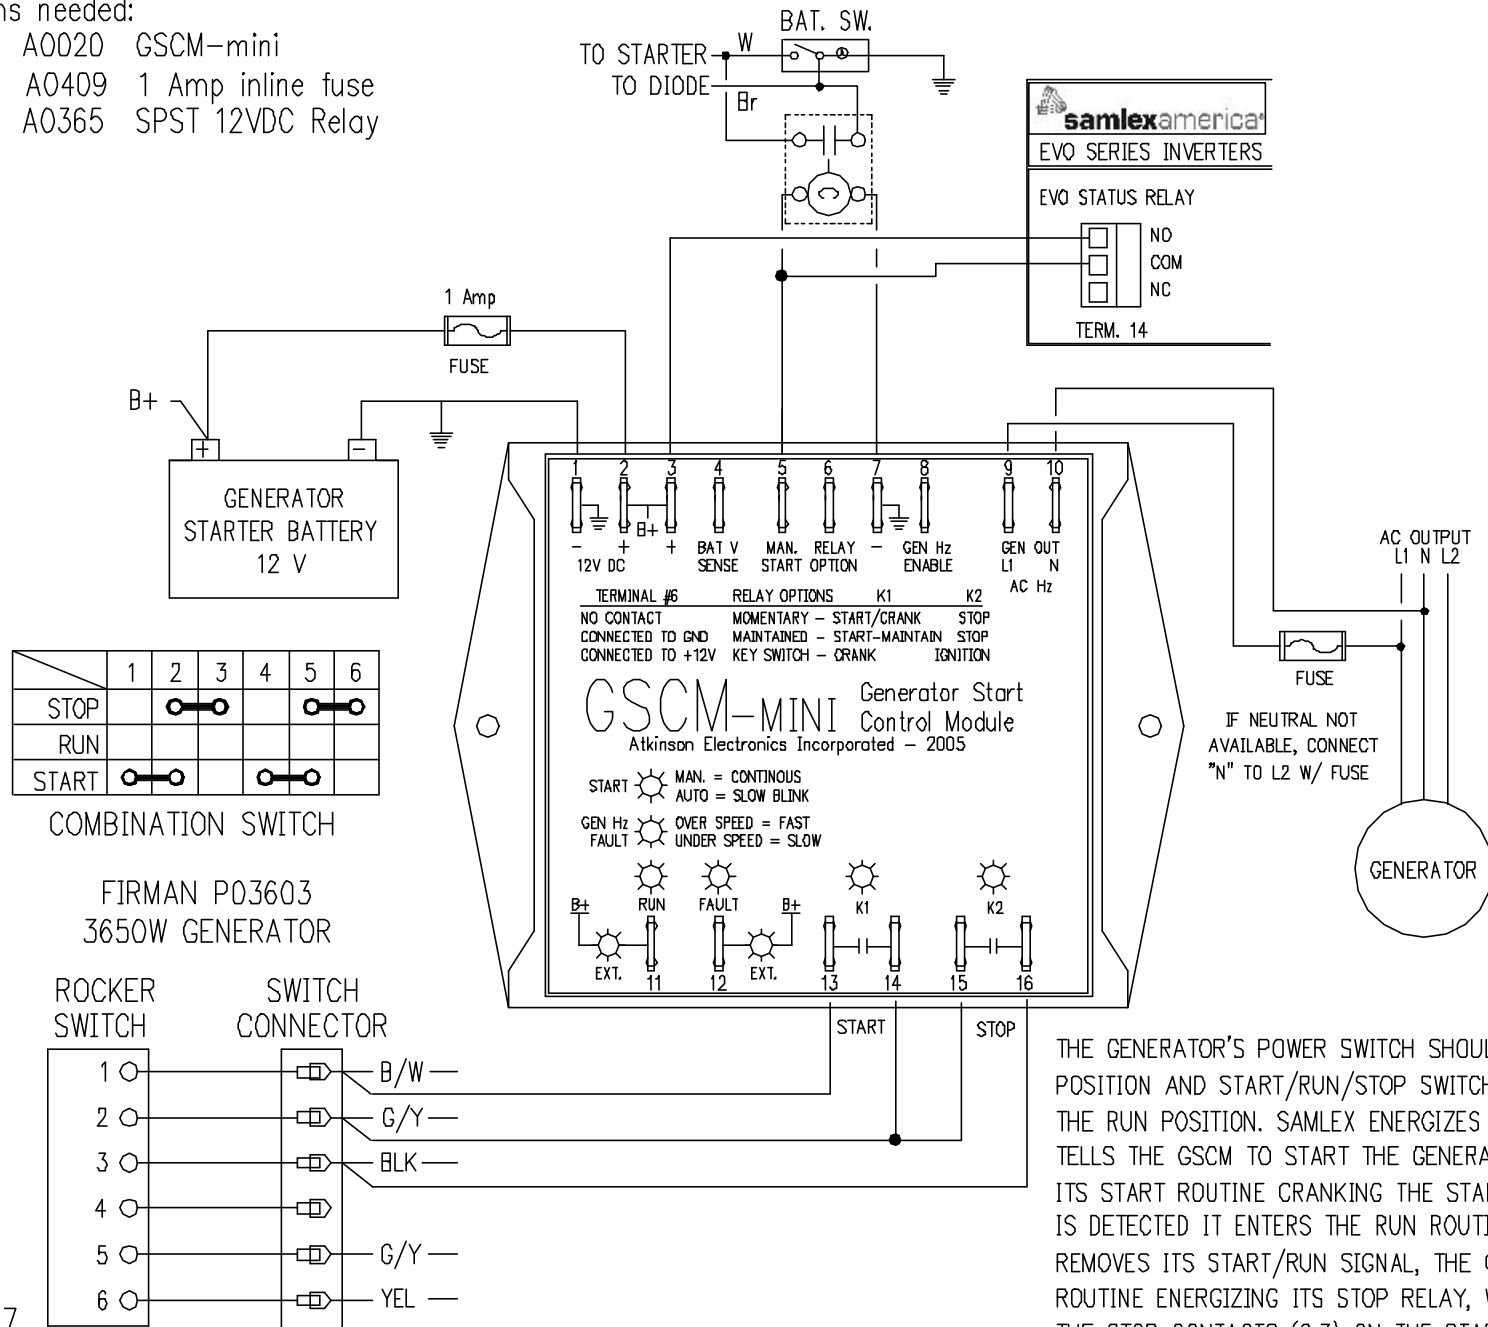 needed:
A0020 GSCM-mini
A0409 1 Amp inline fuse
A0365 SPST 12VDC Relay
BAT. SW.
TO STARTER
W
TO DIODE
Br
samlexamerica
EVO SERIES INVERTERS
EVO STATUS RELAY
NO
COM
NC
TERM. 14
1 Amp
FUSE
B+
+
-
GENERATOR
STARTER BATTERY
12 V
1 2 3 4 5 6 7 8 9 10
B+
- + + BAT V MAN. RELAY - GEN Hz GEN OUT
12V DC SENSE START OPTION ENABLE L1 N
AC Hz
TERMINAL #6 RELAY OPTIONS K1 K2
NO CONTACT MOMENTARY - START/CRANK STOP
CONNECTED TO GND MAINTAINED - START-MAINTAIN STOP
CONNECTED TO +12V KEY SWITCH - CRANK IGNITION
GSCM-MINI Generator Start
Control Module
Atkinson Electronics Incorporated - 2005
START MAN. = CONTINOUS
AUTO = SLOW BLINK
GEN Hz OVER SPEED = FAST
FAULT UNDER SPEED = SLOW
B+ RUN FAULT B+ K1 K2
EXT. 11 12 EXT. 13 14 15 16
START STOP
AC OUTPUT
L1 N L2
FUSE
IF NEUTRAL NOT
AVAILABLE, CONNECT
"N" TO L2 W/ FUSE
GENERATOR
1 2 3 4 5 6
STOP
RUN
START
COMBINATION SWITCH
FIRMAN P03603
3650W GENERATOR
ROCKER SWITCH
SWITCH CONNECTOR
1 B/W
2 G/Y
3 BLK
4
5 G/Y
6 YEL
7
THE GENERATOR'S POWER SWITCH
POSITION AND START/RUN/STOP SWITCH
THE RUN POSITION. SAMLEX ENERGIZES
TELLS THE GSCM TO START THE
ITS START ROUTINE CRANKING THE
IS DETECTED IT ENTERS THE RUN
REMOVES ITS START/RUN SIGNAL, THE
ROUTINE ENERGIZING ITS STOP RELAY,